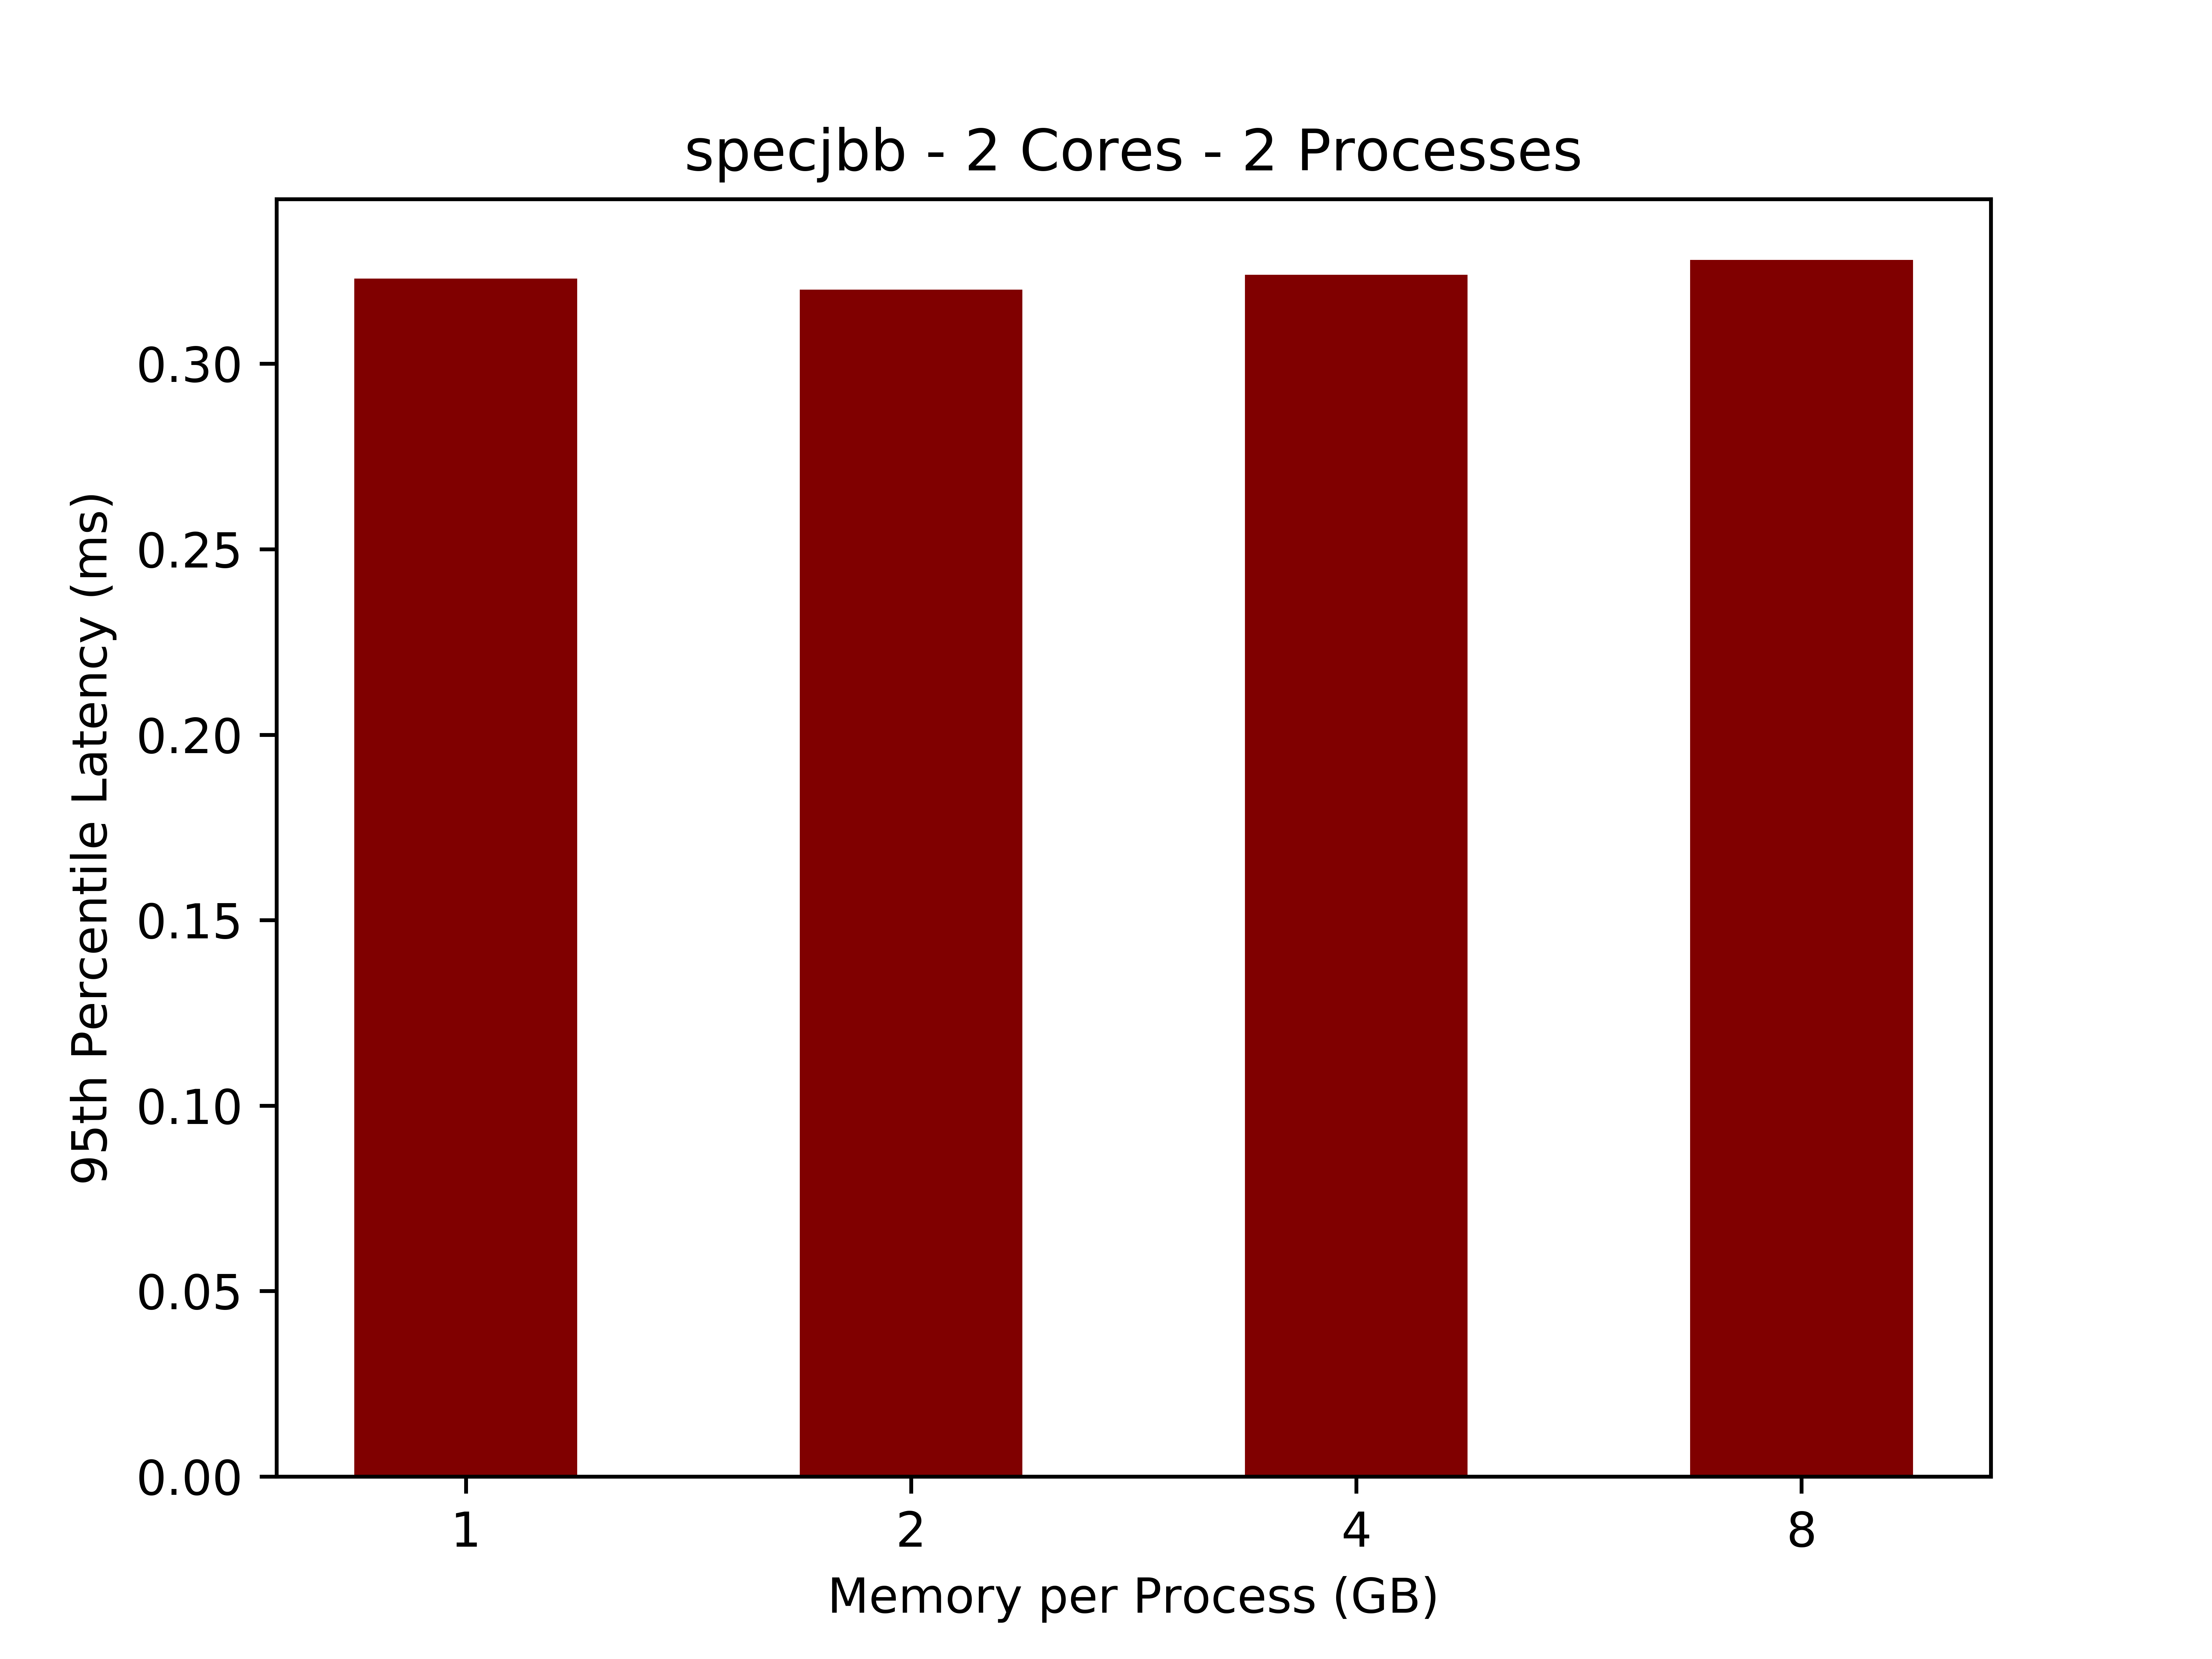 specjbb - 2 Cores - 2 Processes
95th Percentile Latency (ms)
0.30
0.25
0.20
0.15
0.10
0.05
0.00
1 2 4 8
Memory per Process (GB)